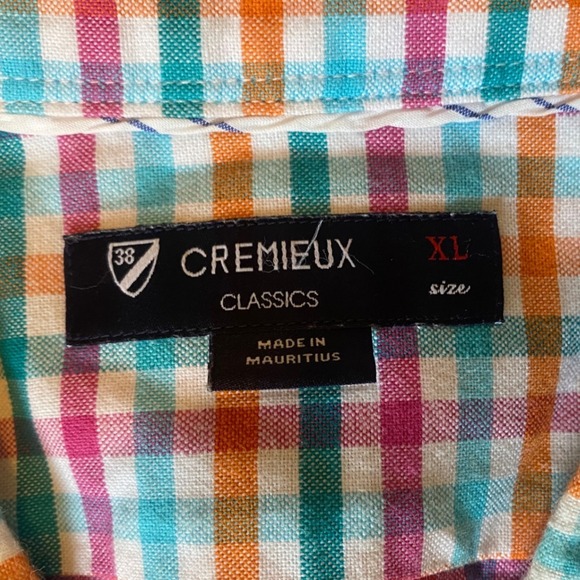 38 CREMIEUX XL
CLASSICS size
MADE IN
MAURITIUS